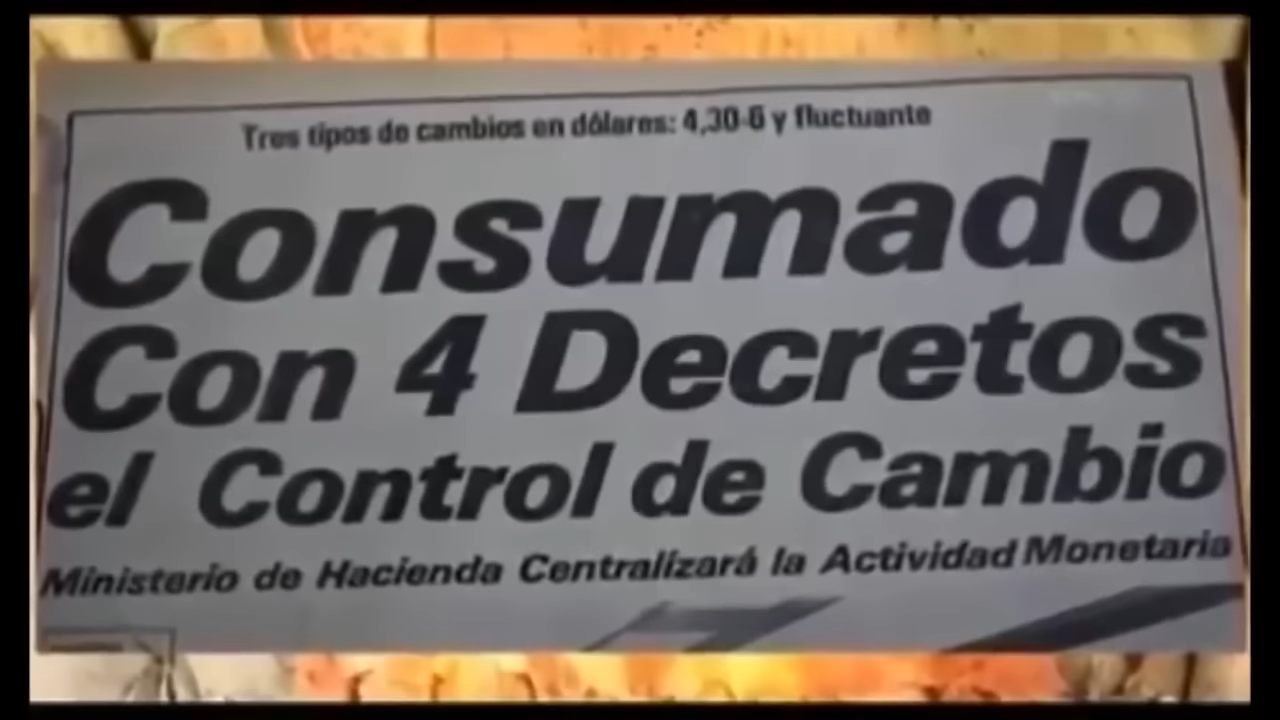 Tres tipos de cambios en dólares: 4,30-6 y fluctuante
Consumado
Con 4 Decretos
el Control de Cambio
Ministerio de Hacienda Centralizará la Actividad Monetaria